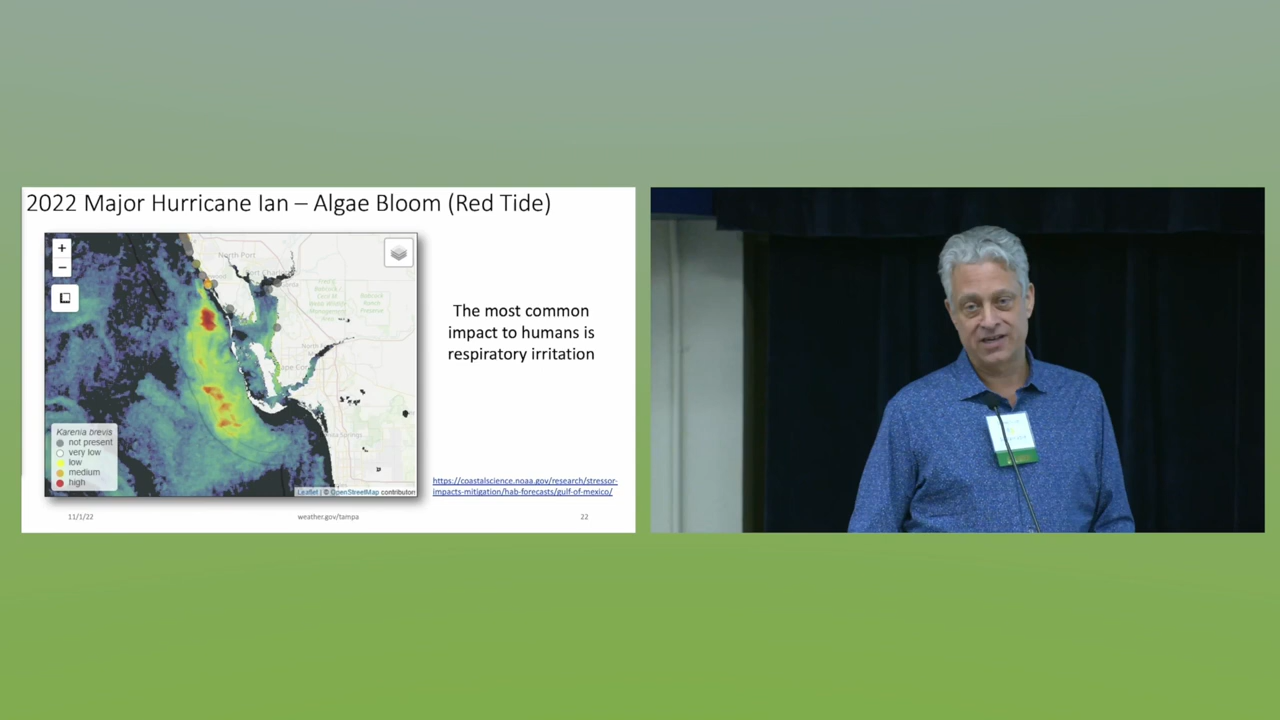 2022 Major Hurricane Ian – Algae Bloom (Red Tide)
+
−
North Port
Karenia brevis
not present
very low
low
medium
high
Leaflet | © OpenStreetMap contributors
The most common
impact to humans is
respiratory irritation
https://coastalscience.noaa.gov/research/stressor-
impacts-mitigation/hab-forecasts/gulf-of-mexico/
11/1/22
weather.gov/tampa
22